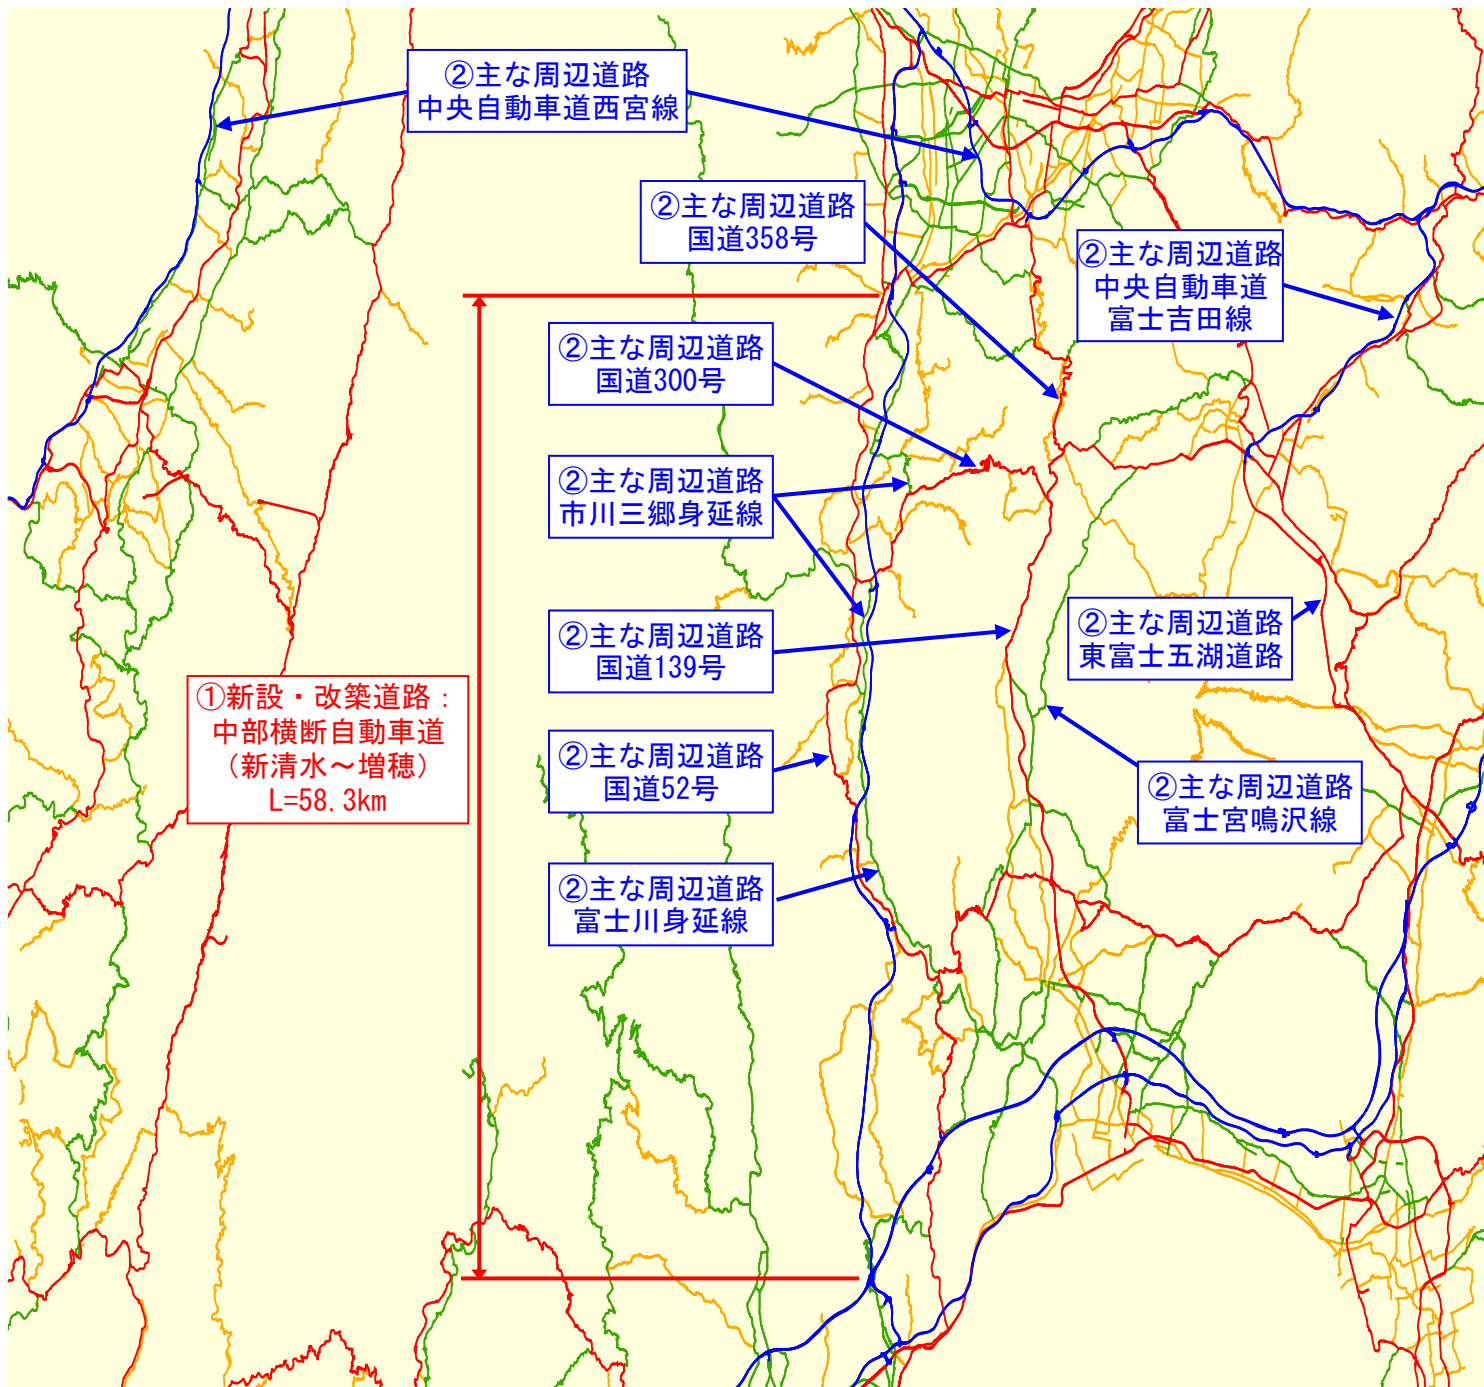 ②主な周辺道路
中央自動車道西宮線
②主な周辺道路
国道358号
②主な周辺道路
中央自動車道
富士吉田線
②主な周辺道路
国道300号
②主な周辺道路
市川三郷身延線
②主な周辺道路
国道139号
②主な周辺道路
東富士五湖道路
①新設・改築道路：
中部横断自動車道
（新清水～増穂）
L=58.3km
②主な周辺道路
国道52号
②主な周辺道路
富士宮鳴沢線
②主な周辺道路
富士川身延線